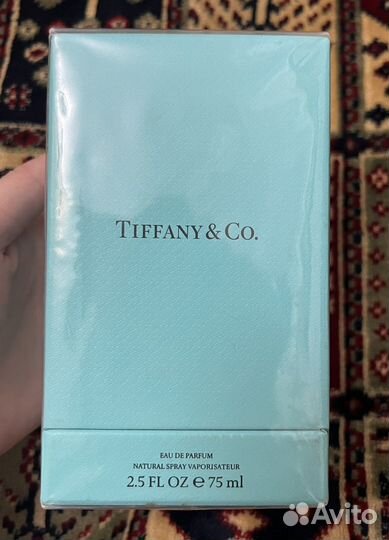 TIFFANY & CO.
EAU DE PARFUM
NATURAL SPRAY VAPORISATEUR
2.5 FL OZ ℮ 75 ml
Avito